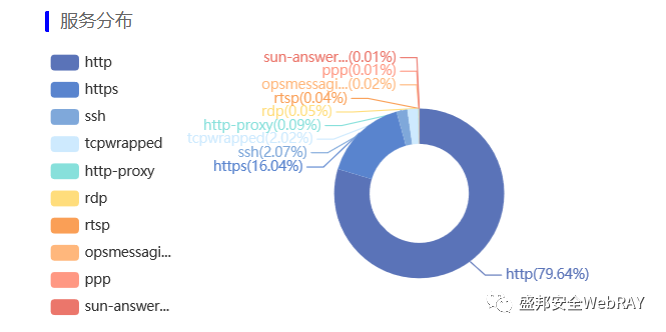 服务分布
http
https
ssh
tcpwrapped
http-proxy
rdp
rtsp
opsmessagi...
ppp
sun-answer...
sun-answer...(0.01%)
ppp(0.01%)
opsmessagi...(0.02%)
rtsp(0.04%)
rdp(0.05%)
http-proxy(0.09%)
tcpwrapped(2.02%)
ssh(2.07%)
https(16.04%)
http(79.64%)
盛邦安全WebRAY